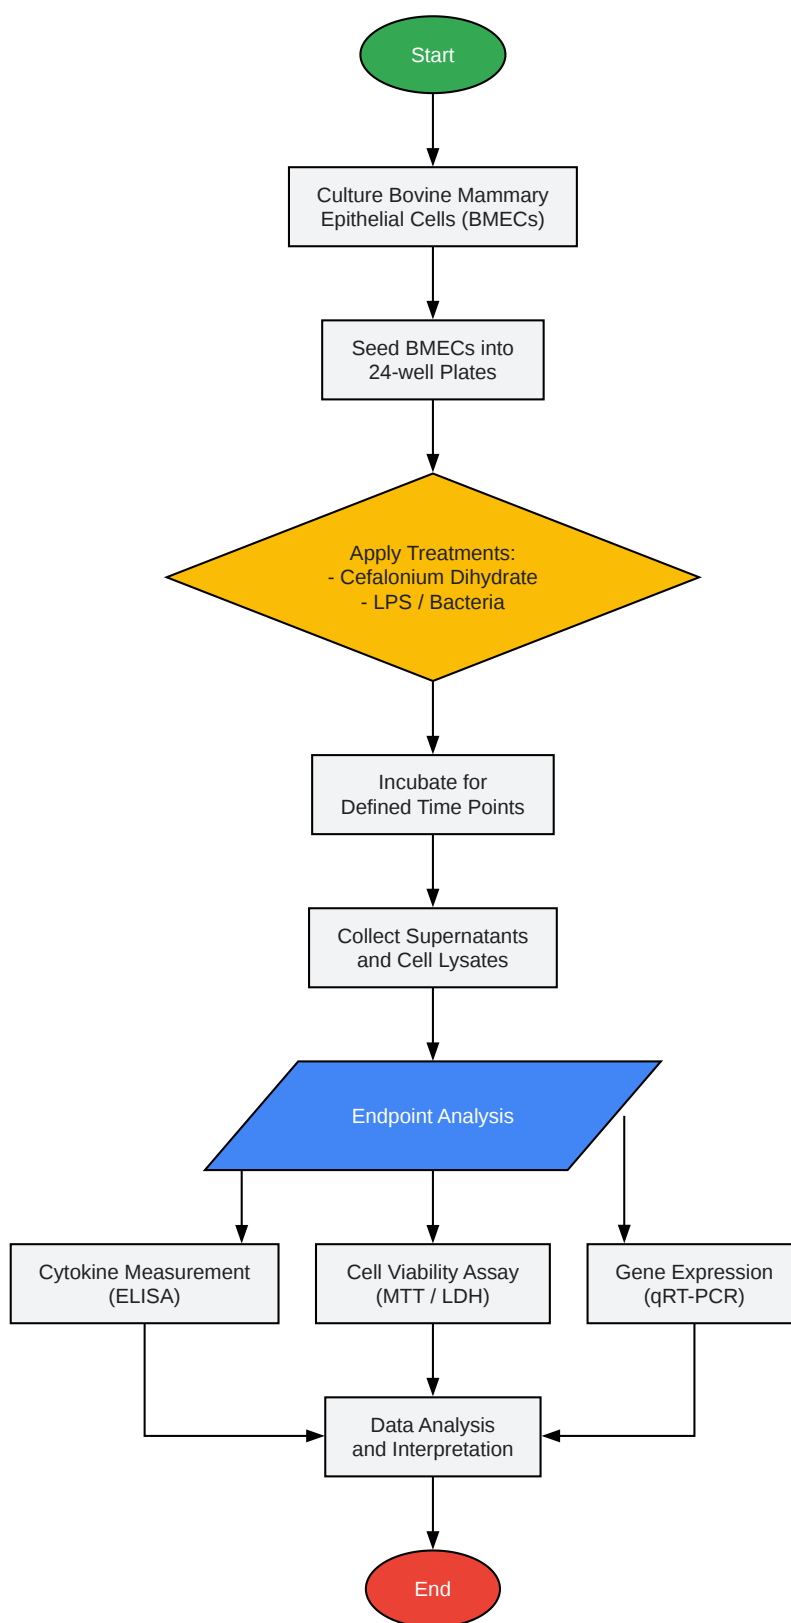 Start
Culture Bovine Mammary
Epithelial Cells (BMECs)
Seed BMECs into
24-well Plates
Apply Treatments:
- Cefalonium Dihydrate
- LPS / Bacteria
Incubate for
Defined Time Points
Collect Supernatants
and Cell Lysates
Endpoint Analysis
Cytokine Measurement
(ELISA)
Cell Viability Assay
(MTT / LDH)
Gene Expression
(qRT-PCR)
Data Analysis
and Interpretation
End